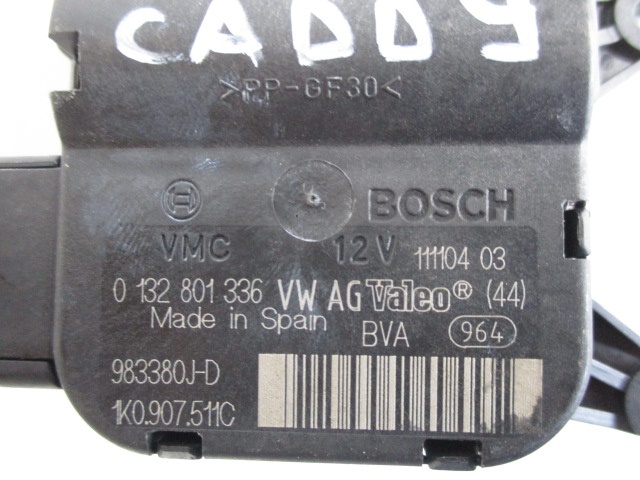 CADDY
>PP-GF30<
BOSCH
VMC 12V 111104 03
0 132 801 336 VW AG Valeo® (44)
Made in Spain BVA 964
983380J-D
1K0.907.511C